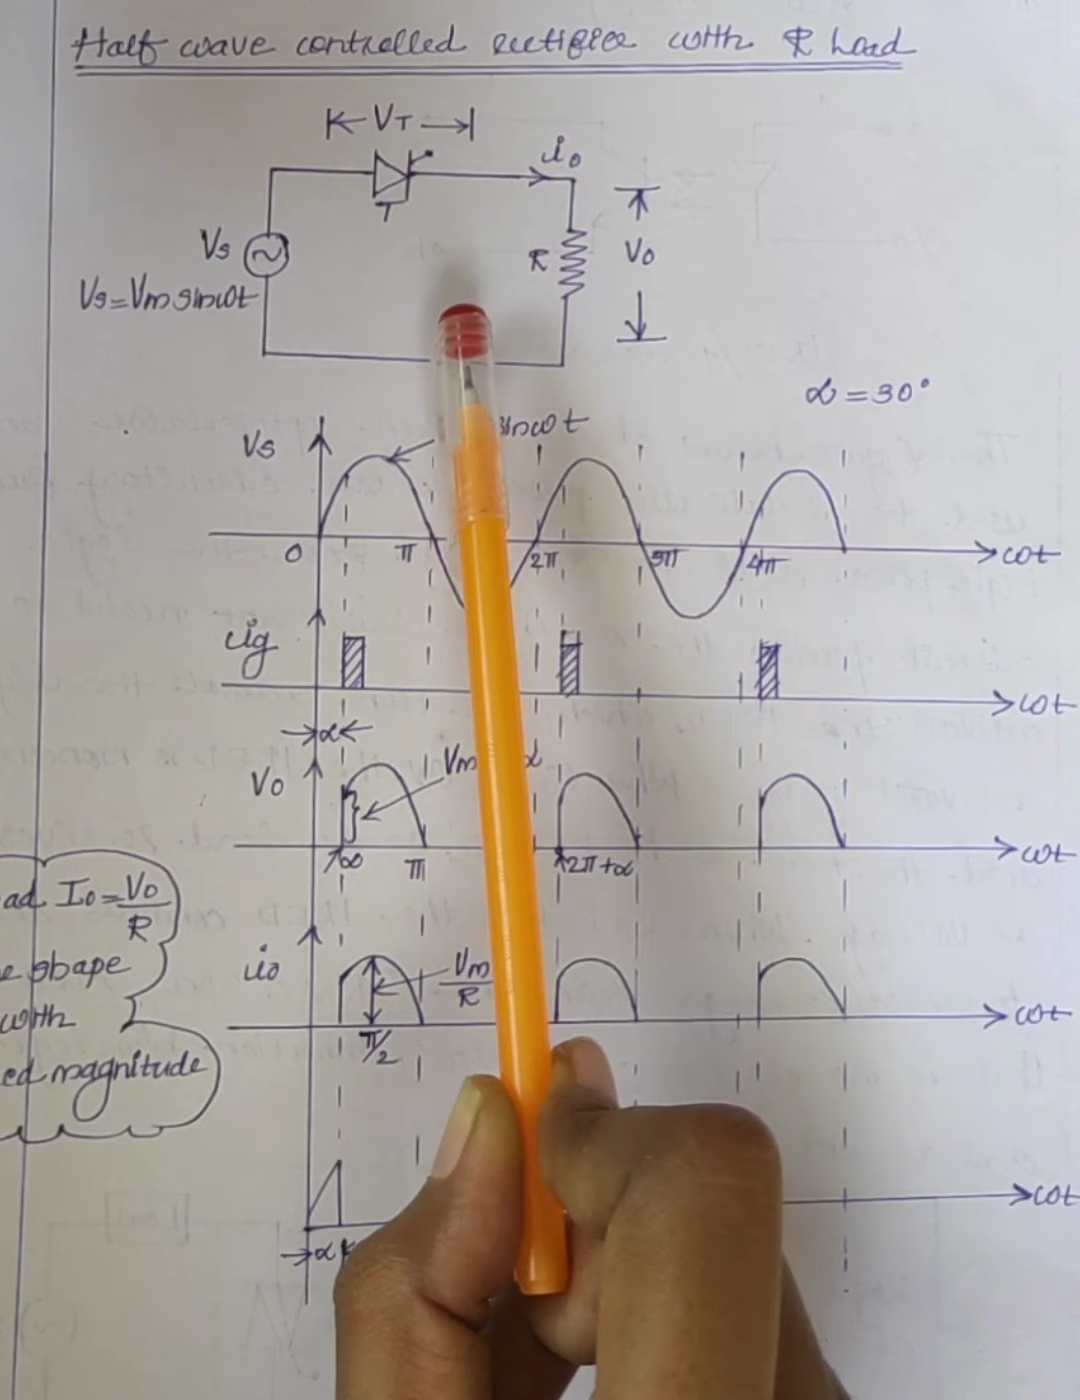 Half wave controlled rectifier with R Load
VT
T
io
Vs
R
Vo
Vs=Vm sinωt
α = 30°
Vs
sinωt
0
π
2π
3π
4π
ωt
ig
ωt
α
Vo
Vm
α
α
π
2π+α
ωt
ad Io=Vo/R
e shape
with
ed magnitude
io
Vm/R
π/2
ωt
α
ωt